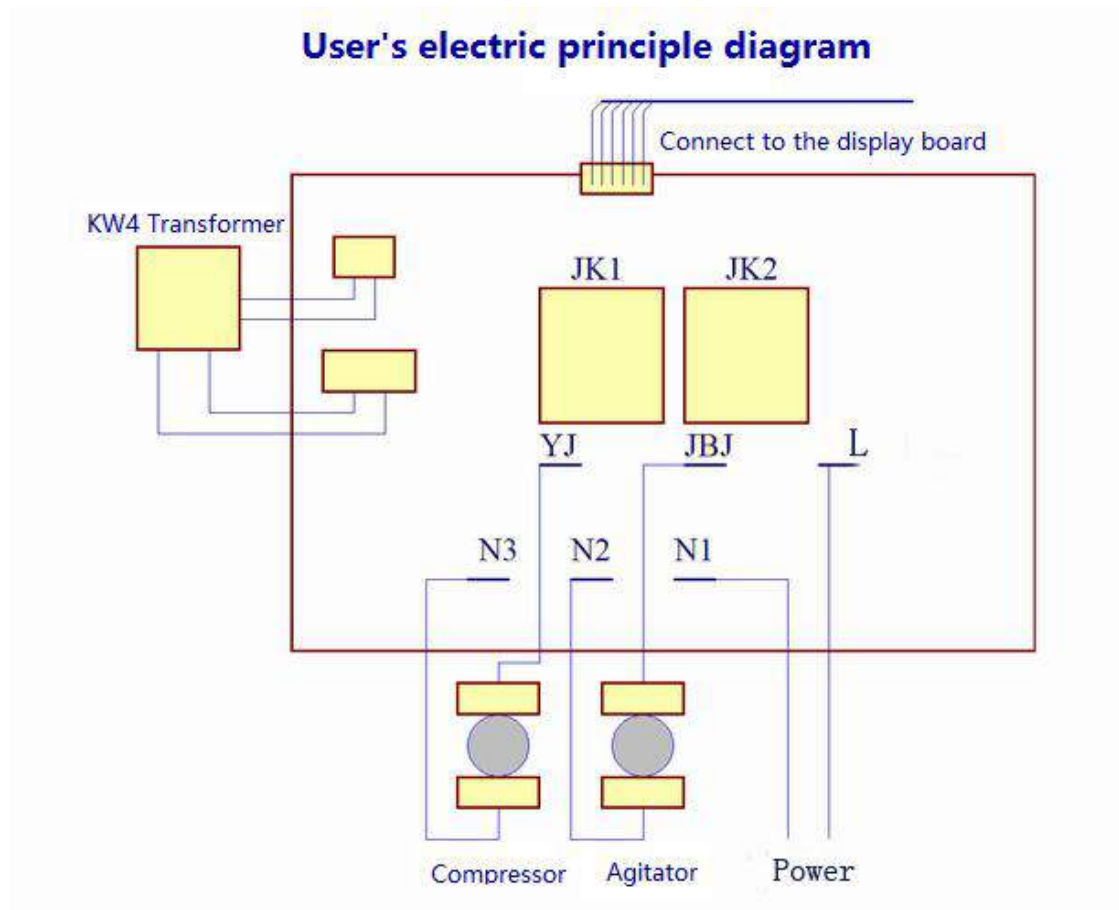 User's electric principle diagram
Connect to the display board
KW4 Transformer
JK1
JK2
YJ
JBJ
L
N3
N2
N1
Compressor
Agitator
Power